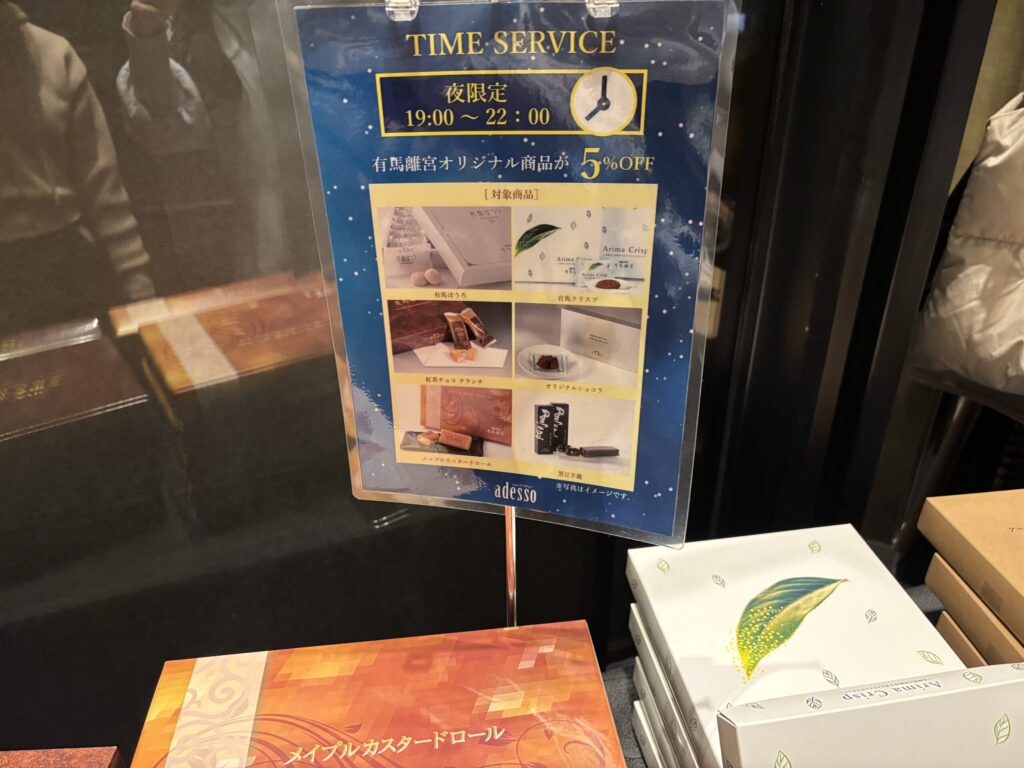 TIME SERVICE
夜限定
19:00 ～ 22：00
有馬離宮オリジナル商品が 5%OFF
[対象商品]
Arima Crisp
有馬ぼうろ
有馬クリスプ
紅茶チョコ クランチ
オリジナルショコラ
メープルカスタードロール
黒豆羊羹
※写真はイメージです。
adesso
メイプルカスタードロール
Arima Crisp